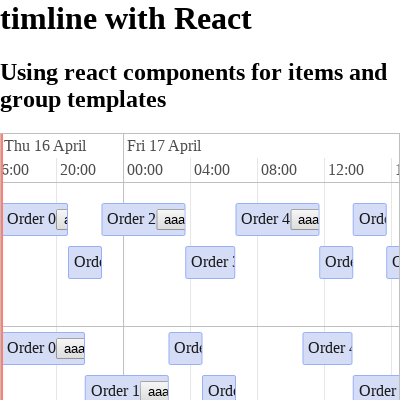 timline with React
Using react components for items and
group templates
Thu 16 April Fri 17 April
6:00 20:00 00:00 04:00 08:00 12:00
Order 0 Order 2 aaa Order 4 aaa
Order
Order 0 aaa
Order 1 aaa Order